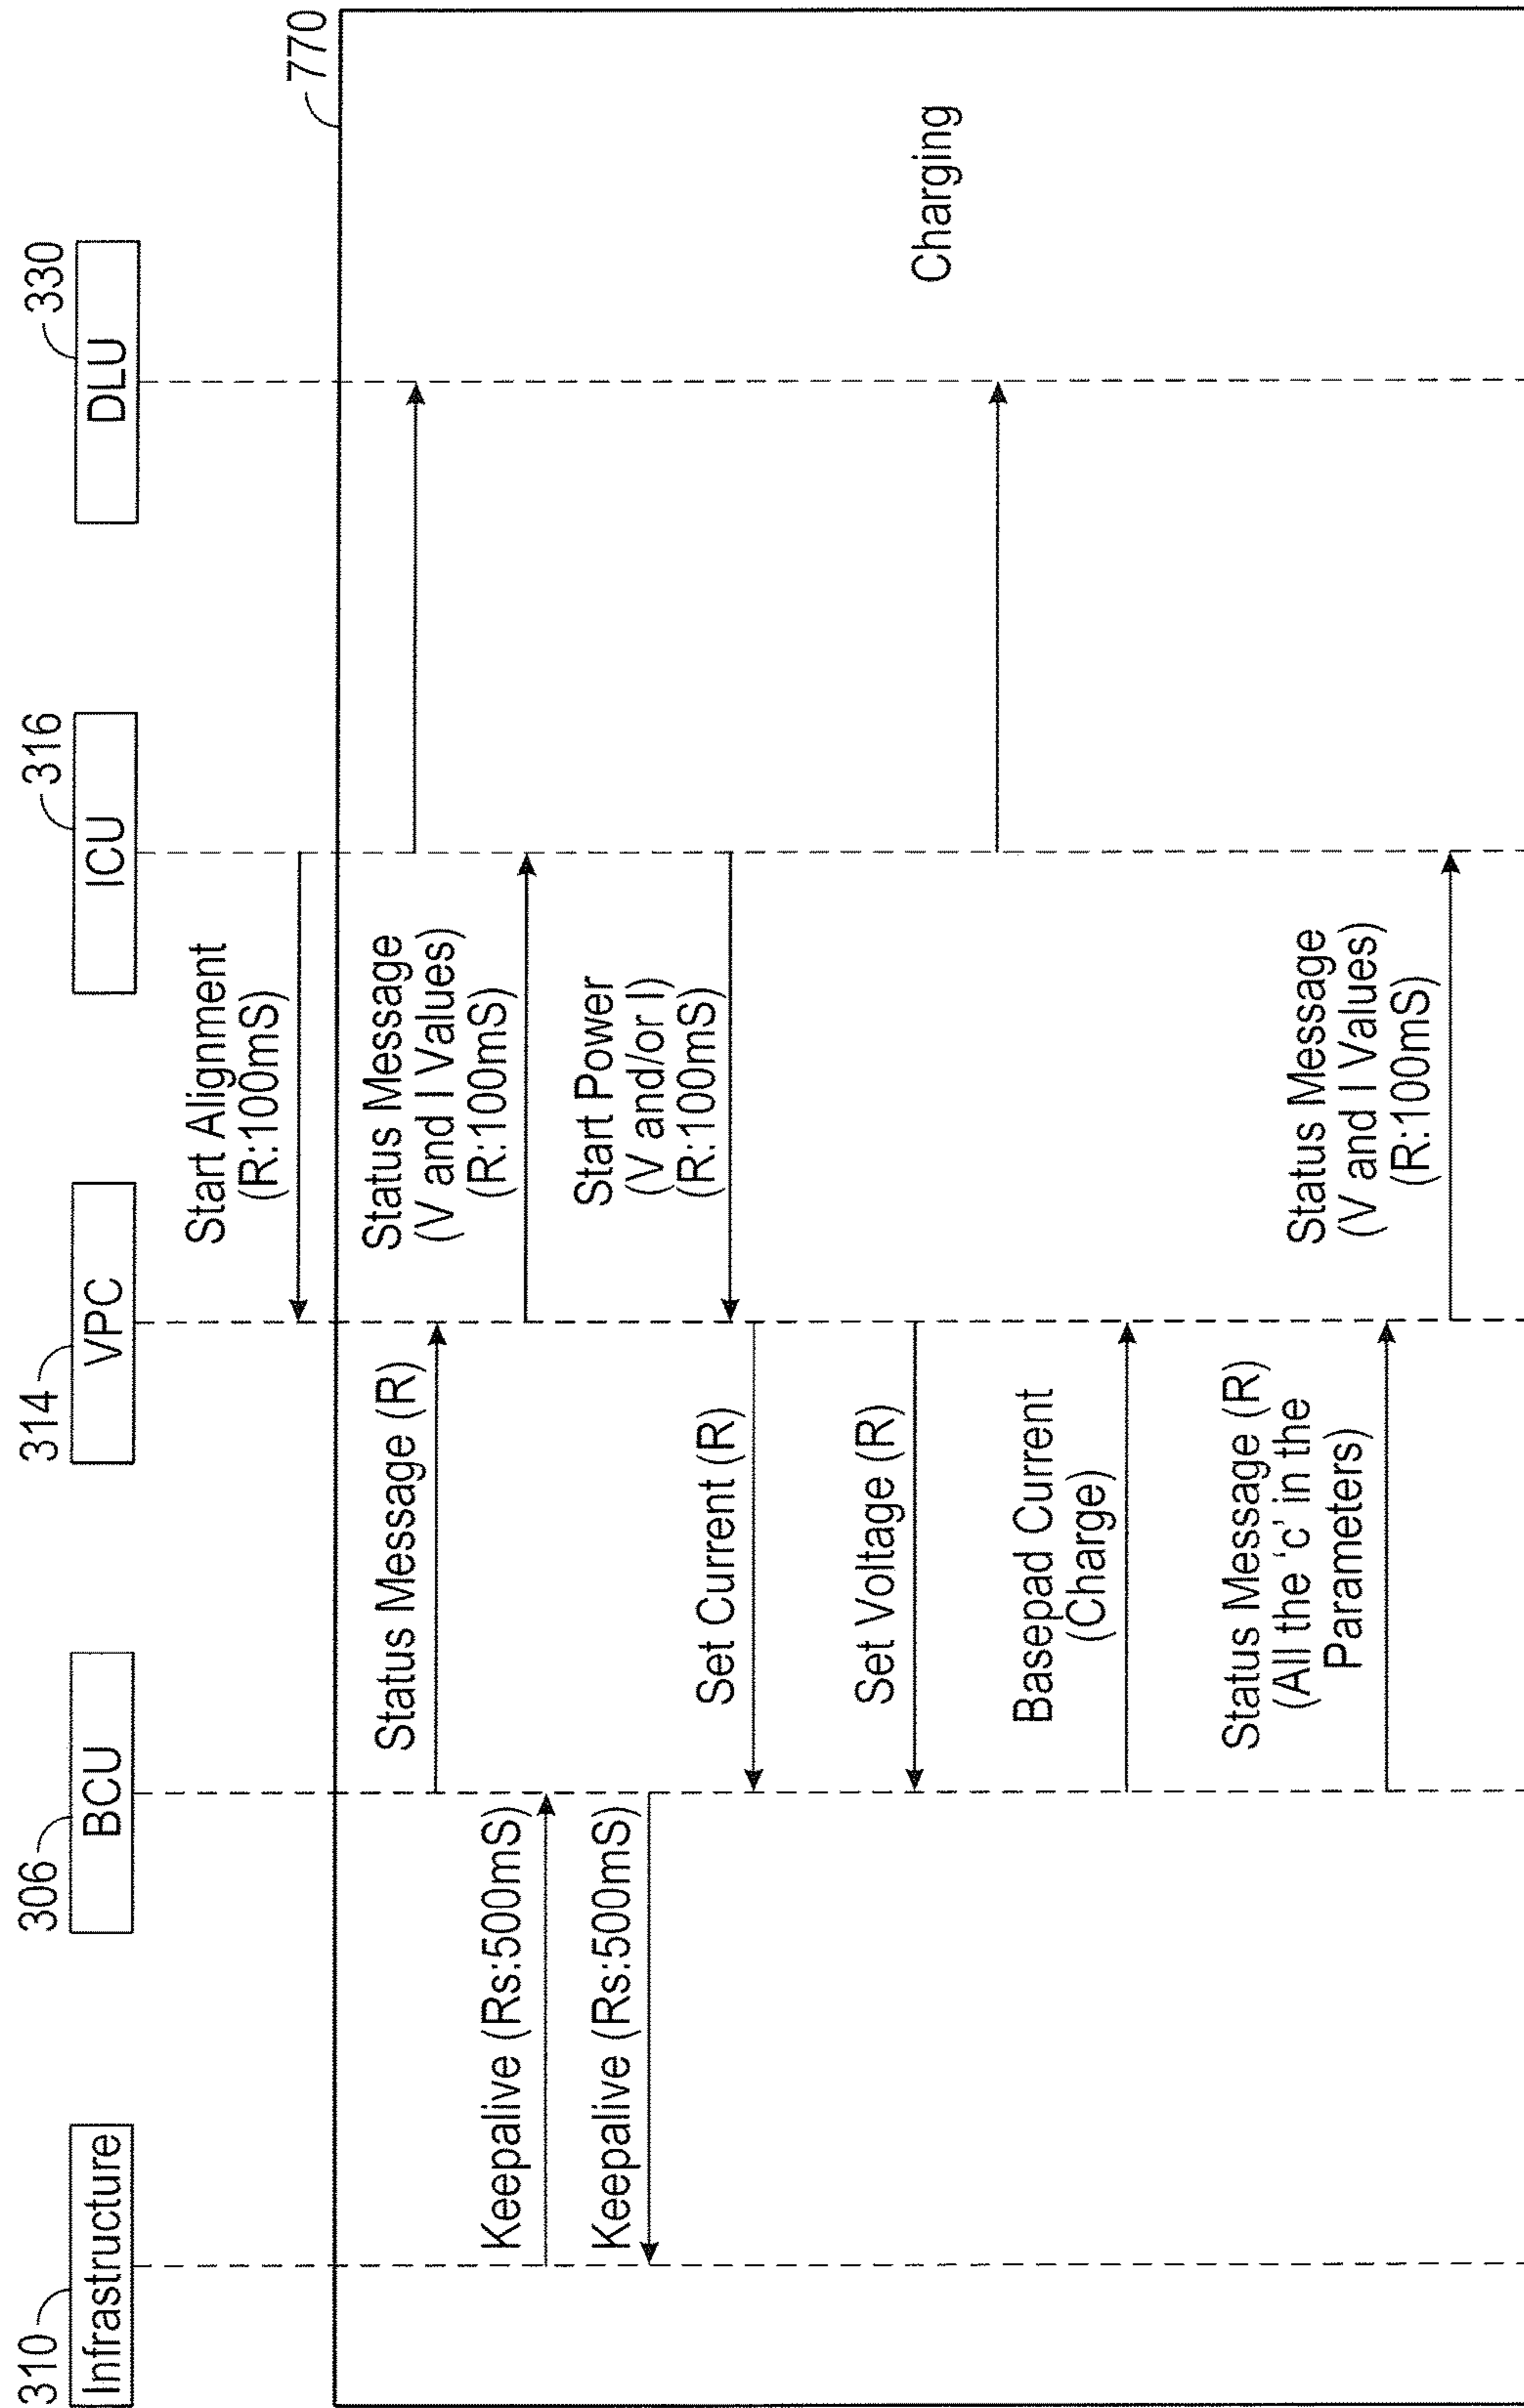 310
Infrastructure
306
BCU
314
VPC
316
ICU
330
DLU
770
Start Alignment
(R:100mS)
Status Message (R)
Status Message
(V and I Values)
(R:100mS)
Keepalive (Rs:500mS)
Keepalive (Rs:500mS)
Start Power
(V and/or I)
(R:100mS)
Set Current (R)
Set Voltage (R)
Charging
Basepad Current
(Charge)
Status Message (R)
(All the 'c' in the
Parameters)
Status Message
(V and I Values)
(R:100mS)